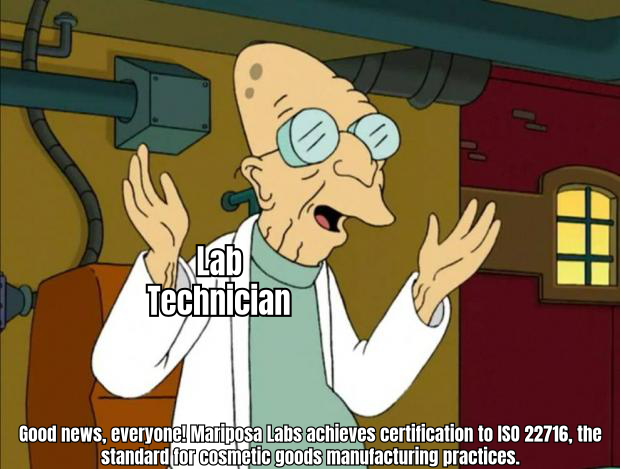 Lab
Technician
Good news, everyone! Mariposa Labs achieves certification to ISO 22716, the
standard for cosmetic goods manufacturing practices.